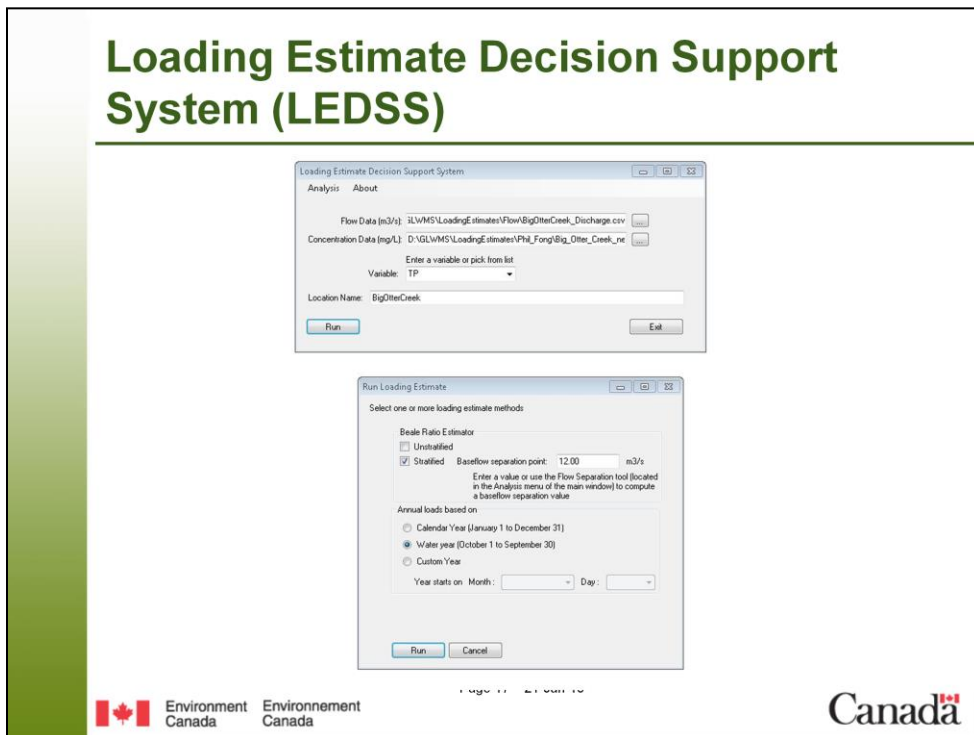 Loading Estimate Decision Support
System (LEDSS)
Loading Estimate Decision Support System
Analysis About
Flow Data (m3/s): GLWMS\LoadingEstimates\Flow\BigOtterCreek_Discharge.csv ...
Concentration Data (mg/L): D:\GLWMS\LoadingEstimates\Phil_Fong\Big_Otter_Creek_ne ...
Enter a variable or pick from list
Variable: TP
Location Name: BigOtterCreek
Run Exit
Run Loading Estimate
Select one or more loading estimate methods
Beale Ratio Estimator
Unstratified
Stratified Baseflow separation point: 12.00 m3/s
Enter a value or use the Flow Separation tool (located
in the Analysis menu of the main window) to compute
a baseflow separation value
Annual loads based on
Calendar Year (January 1 to December 31)
Water year (October 1 to September 30)
Custom Year
Year starts on Month : Day :
Run Cancel
Environment Environnement
Canada Canada
Canada